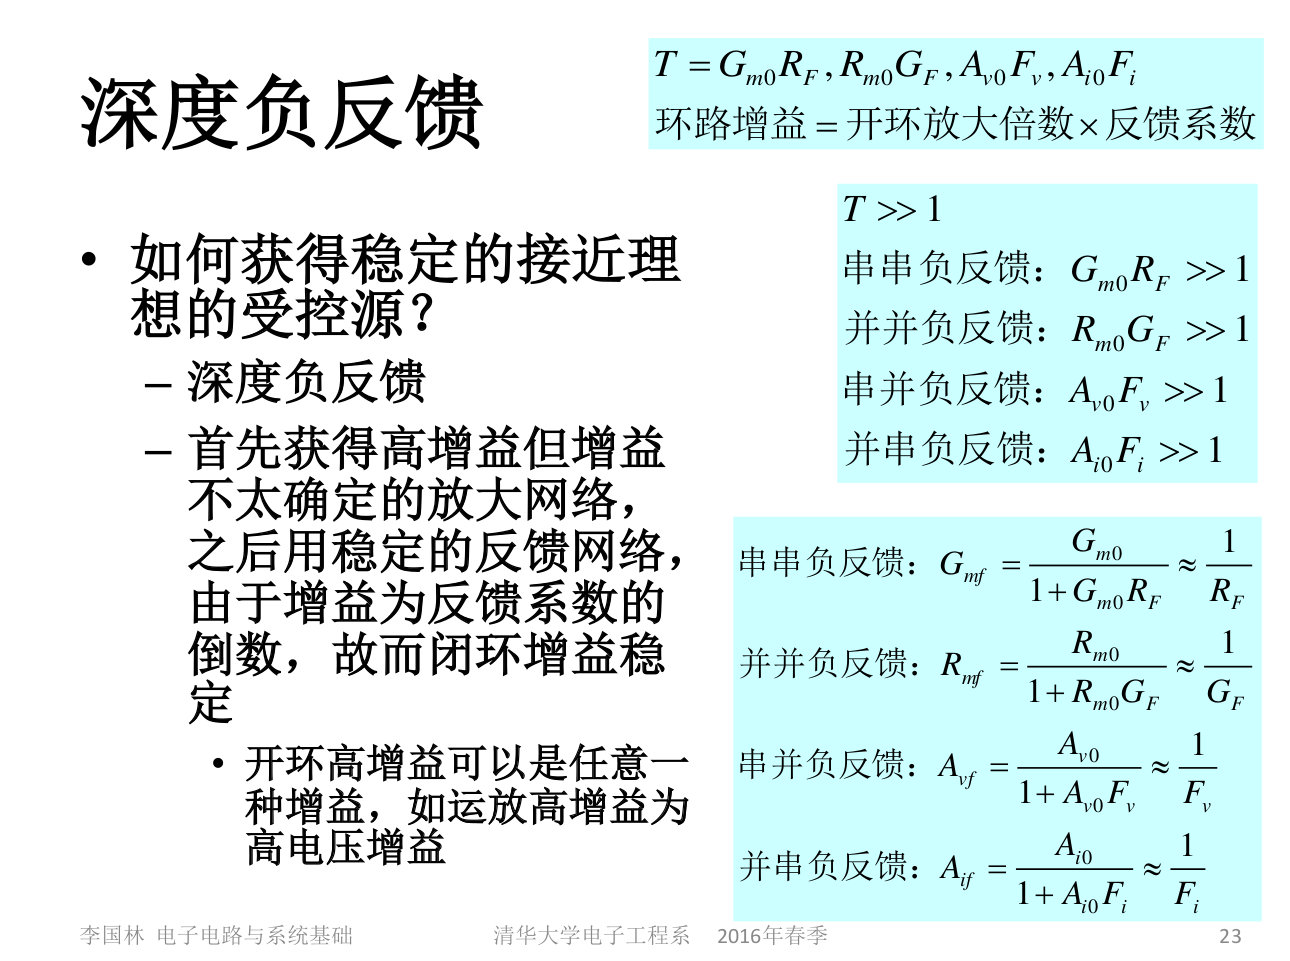 深度负反馈
T = G_{m0}R_F , R_{m0}G_F , A_{v0}F_v , A_{i0}F_i
环路增益 = 开环放大倍数 × 反馈系数
• 如何获得稳定的接近理
想的受控源？
– 深度负反馈
– 首先获得高增益但增益
不太确定的放大网络，
之后用稳定的反馈网络，
由于增益为反馈系数的
倒数，故而闭环增益稳
定
• 开环高增益可以是任意一
种增益，如运放高增益为
高电压增益
T >> 1
串串负反馈：G_{m0}R_F >> 1
并并负反馈：R_{m0}G_F >> 1
串并负反馈：A_{v0}F_v >> 1
并串负反馈：A_{i0}F_i >> 1
串串负反馈：G_{mf} = \frac{G_{m0}}{1 + G_{m0}R_F} ≈ \frac{1}{R_F}
并并负反馈：R_{mf} = \frac{R_{m0}}{1 + R_{m0}G_F} ≈ \frac{1}{G_F}
串并负反馈：A_{vf} = \frac{A_{v0}}{1 + A_{v0}F_v} ≈ \frac{1}{F_v}
并串负反馈：A_{if} = \frac{A_{i0}}{1 + A_{i0}F_i} ≈ \frac{1}{F_i}
李国林 电子电路与系统基础 清华大学电子工程系 2016年春季 23